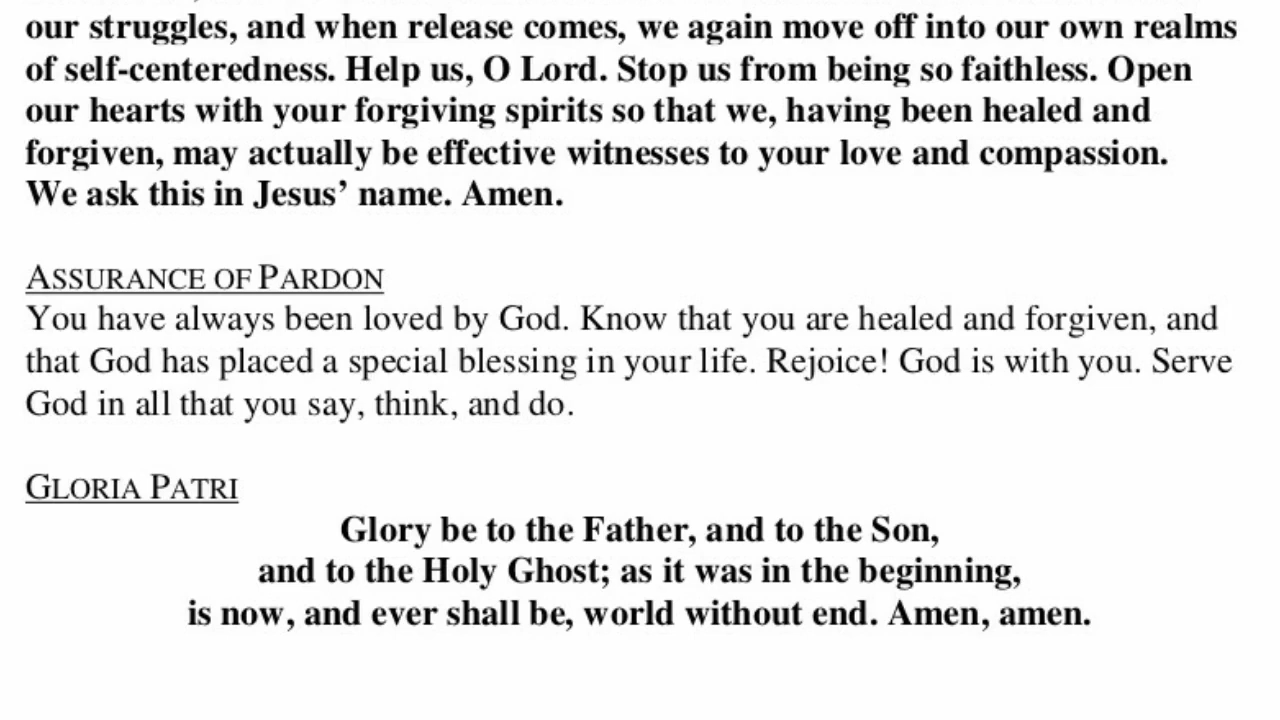 our struggles, and when release comes, we again move off into our own realms
of self-centeredness. Help us, O Lord. Stop us from being so faithless. Open
our hearts with your forgiving spirits so that we, having been healed and
forgiven, may actually be effective witnesses to your love and compassion.
We ask this in Jesus’ name. Amen.
ASSURANCE OF PARDON
You have always been loved by God. Know that you are healed and forgiven, and
that God has placed a special blessing in your life. Rejoice! God is with you. Serve
God in all that you say, think, and do.
GLORIA PATRI
Glory be to the Father, and to the Son,
and to the Holy Ghost; as it was in the beginning,
is now, and ever shall be, world without end. Amen, amen.